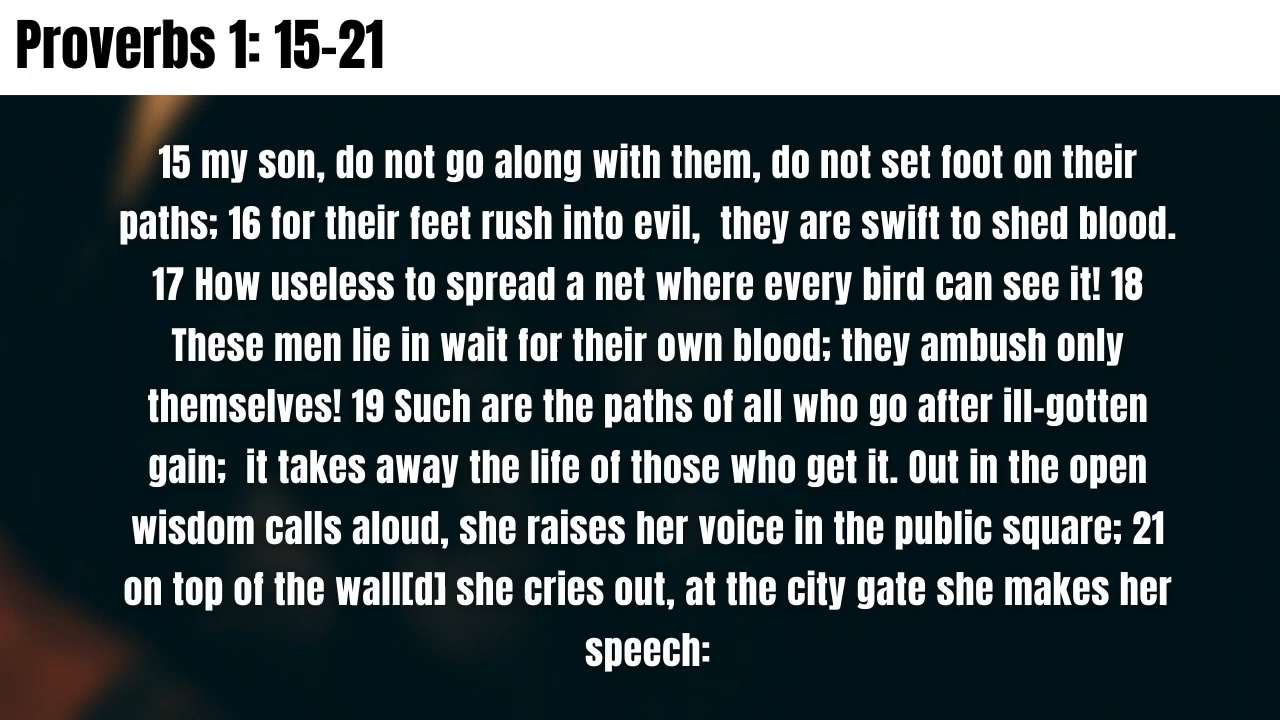 Proverbs 1: 15-21
15 my son, do not go along with them, do not set foot on their
paths; 16 for their feet rush into evil,  they are swift to shed blood.
17 How useless to spread a net where every bird can see it! 18
These men lie in wait for their own blood; they ambush only
themselves! 19 Such are the paths of all who go after ill-gotten
gain;  it takes away the life of those who get it. Out in the open
wisdom calls aloud, she raises her voice in the public square; 21
on top of the wall[d] she cries out, at the city gate she makes her
speech: